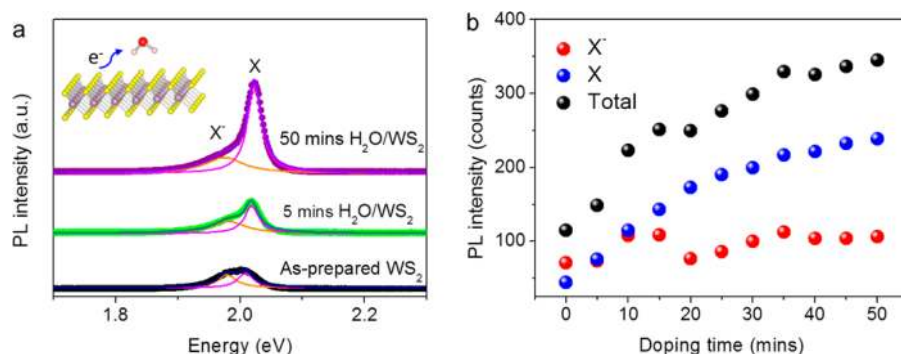 a
e⁻
X
X⁻
50 mins H₂O/WS₂
5 mins H₂O/WS₂
As-prepared WS₂
PL intensity (a.u.)
1.8
2.0
2.2
Energy (eV)
b
400
300
200
100
X⁻
X
Total
PL intensity (counts)
0
10
20
30
40
50
Doping time (mins)